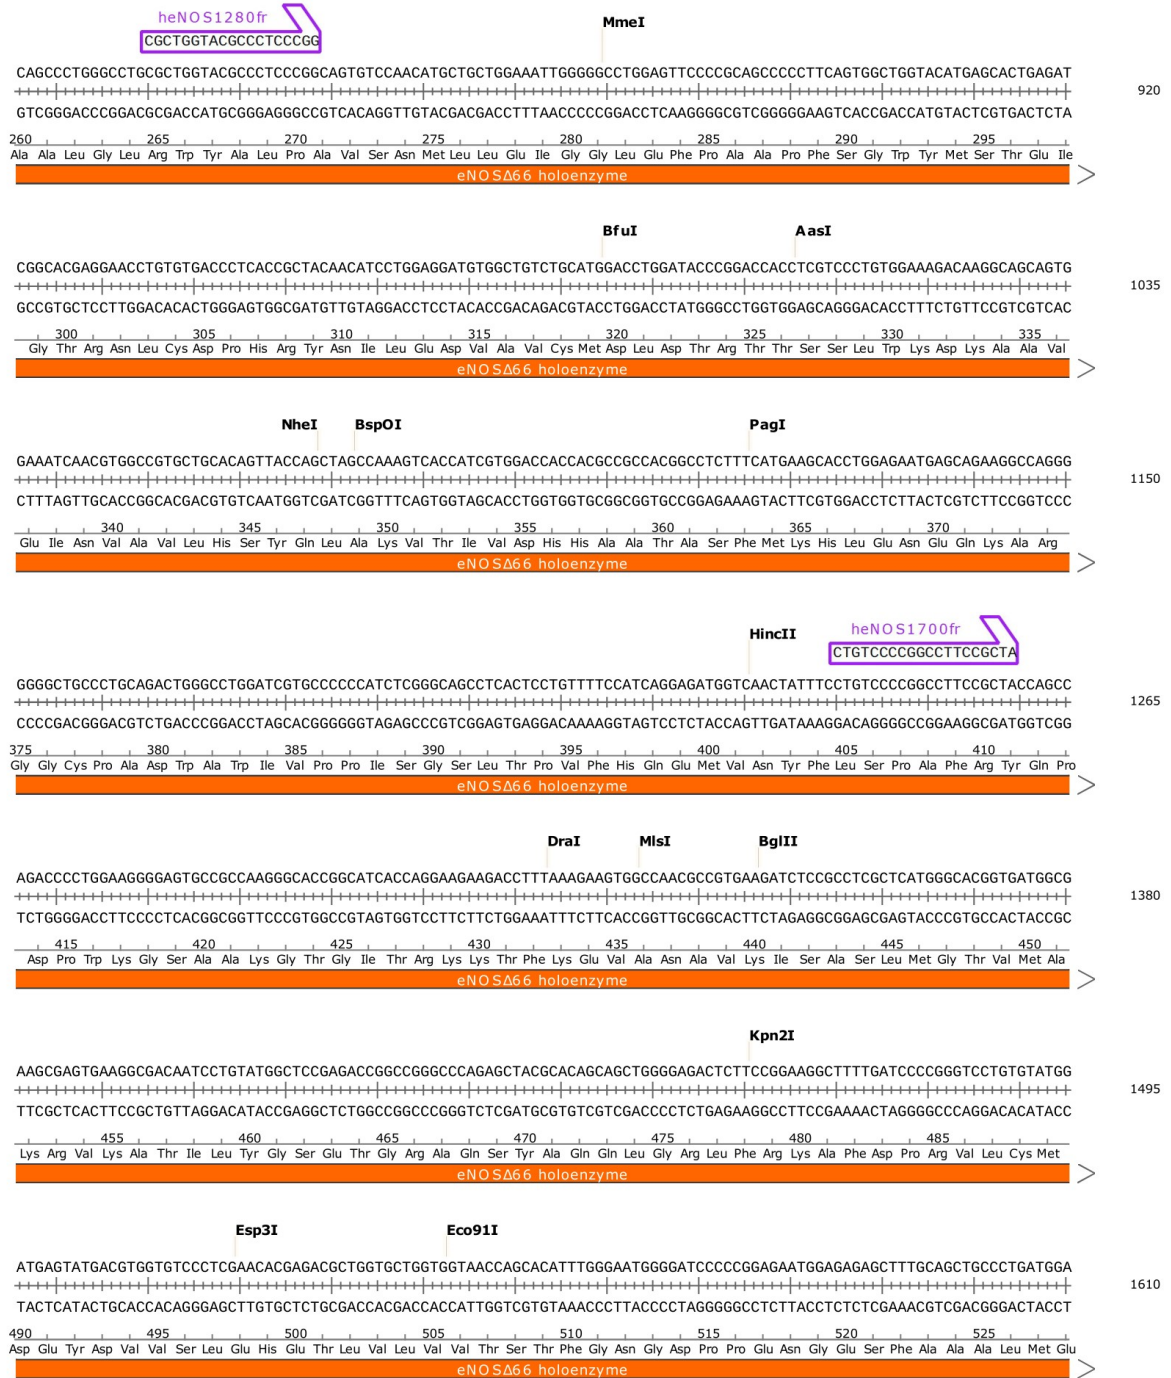 heNOS1280fr
CGCTGGTACGCCCTCCCGG
MmeI
CAGCCCTGGGCCTGCGCTGGTACGCCCTCCCGGCAGTGTCCAACATGCTGCTGGAAATTGGGGGCCTGGAGTTCCCCGCAGCCCCCTTCAGTGGCTGGTACATGAGCACTGAGAT
920
GTCGGGACCCGGACGCGACCATGCGGGAGGGCCGTCACAGGTTGTACGACGACCTTTAACCCCCGGACCTCAAGGGGCGTCGGGGGAAGTCACCGACCATGTACTCGTGACTCTA
260 265 270 275 280 285 290 295
Ala Ala Leu Gly Leu Arg Trp Tyr Ala Leu Pro Ala Val Ser Asn Met Leu Leu Glu Ile Gly Gly Leu Glu Phe Pro Ala Ala Pro Phe Ser Gly Trp Tyr Met Ser Thr Glu Ile
eNOSΔ66 holoenzyme
BfuI AasI
CGGCACGAGGAACCTGTGTGACCCTCACCGCTACAACATCCTGGAGGATGTGGCTGTCTGCATGGACCTGGATACCCGGACCACCTCGTCCCTGTGGAAAGACAAGGCAGCAGTG
1035
GCCGTGCTCCTTGGACACACTGGGAGTGGCGATGTTGTAGGACCTCCTACACCGACAGACGTACCTGGACCTATGGGCCTGGTGGAGCAGGGACACCTTTCTGTTCCGTCGTCAC
300 305 310 315 320 325 330 335
Gly Thr Arg Asn Leu Cys Asp Pro His Arg Tyr Asn Ile Leu Glu Asp Val Ala Val Cys Met Asp Leu Asp Thr Arg Thr Thr Ser Ser Leu Trp Lys Asp Lys Ala Ala Val
eNOSΔ66 holoenzyme
NheI BspOI PagI
GAAATCAACGTGGCCGTGCTGCACAGTTACCAGCTAGCCAAAGTCACCATCGTGGACCACCACGCCGCCACGGCCTCTTTCATGAAGCACCTGGAGAATGAGCAGAAGGCCAGGG
1150
CTTTAGTTGCACCGGCACGACGTGTCAATGGTCGATCGGTTTCAGTGGTAGCACCTGGTGGTGCGGCGGTGCCGGAGAAAGTACTTCGTGGACCTCTTACTCGTCTTCCGGTCCC
340 345 350 355 360 365 370
Glu Ile Asn Val Ala Val Leu His Ser Tyr Gln Leu Ala Lys Val Thr Ile Val Asp His His Ala Ala Thr Ala Ser Phe Met Lys His Leu Glu Asn Glu Gln Lys Ala Arg
eNOSΔ66 holoenzyme
HincII
heNOS1700fr
CTGTCCCCGGCCTTCCGCTA
GGGGCTGCCCTGCAGACTGGGCCTGGATCGTGCCCCCCATCTCGGGCAGCCTCACTCCTGTTTTCCATCAGGAGATGGTCAACTATTTCCTGTCCCCGGCCTTCCGCTACCAGCC
1265
CCCCGACGGGACGTCTGACCCGGACCTAGCACGGGGGGTAGAGCCCGTCGGAGTGAGGACAAAAGGTAGTCCTCTACCAGTTGATAAAGGACAGGGGCCGGAAGGCGATGGTCGG
375 380 385 390 395 400 405 410
Gly Gly Cys Pro Ala Asp Trp Ala Trp Ile Val Pro Pro Ile Ser Gly Ser Leu Thr Pro Val Phe His Gln Glu Met Val Asn Tyr Phe Leu Ser Pro Ala Phe Arg Tyr Gln Pro
eNOSΔ66 holoenzyme
DraI MlsI BglII
AGACCCCTGGAAGGGGAGTGCCGCCAAGGGCACCGGCATCACCAGGAAGAAGACCTTTAAAGAAGTGGCCAACGCCGTGAAGATCTCCGCCTCGCTCATGGGCACGGTGATGGCG
1380
TCTGGGGACCTTCCCCTCACGGCGGTTCCCGTGGCCGTAGTGGTCCTTCTTCTGGAAATTTCTTCACCGGTTGCGGCACTTCTAGAGGCGGAGCGAGTACCCGTGCCACTACCGC
415 420 425 430 435 440 445 450
Asp Pro Trp Lys Gly Ser Ala Ala Lys Gly Thr Gly Ile Thr Arg Lys Lys Thr Phe Lys Glu Val Ala Asn Ala Val Lys Ile Ser Ala Ser Leu Met Gly Thr Val Met Ala
eNOSΔ66 holoenzyme
Kpn2I
AAGCGAGTGAAGGCGACAATCCTGTATGGCTCCGAGACCGGCCGGGCCCAGAGCTACGCACAGCAGCTGGGGAGACTCTTCCGGAAGGCTTTTGATCCCCGGGTCCTGTGTATGG
1495
TTCGCTCACTTCCGCTGTTAGGACATACCGAGGCTCTGGCCGGCCCGGGTCTCGATGCGTGTCGTCGACCCCTCTGAGAAGGCCTTCCGAAAACTAGGGGCCCAGGACACATACC
455 460 465 470 475 480 485
Lys Arg Val Lys Ala Thr Ile Leu Tyr Gly Ser Glu Thr Gly Arg Ala Gln Ser Tyr Ala Gln Gln Leu Gly Arg Leu Phe Arg Lys Ala Phe Asp Pro Arg Val Leu Cys Met
eNOSΔ66 holoenzyme
Esp3I Eco91I
ATGAGTATGACGTGGTGTCCCTCGAACACGAGACGCTGGTGCTGGTGGTAACCAGCACATTTGGGAATGGGGATCCCCCGGAGAATGGAGAGAGCTTTGCAGCTGCCCTGATGGA
1610
TACTCATACTGCACCACAGGGAGCTTGTGCTCTGCGACCACGACCACCATTGGTCGTGTAAACCCTTACCCCTAGGGGGCCTCTTACCTCTCTCGAAACGTCGACGGGACTACCT
490 495 500 505 510 515 520 525
Asp Glu Tyr Asp Val Val Ser Leu Glu His Glu Thr Leu Val Leu Val Val Thr Ser Thr Phe Gly Asn Gly Asp Pro Pro Glu Asn Gly Glu Ser Phe Ala Ala Ala Leu Met Glu
eNOSΔ66 holoenzyme